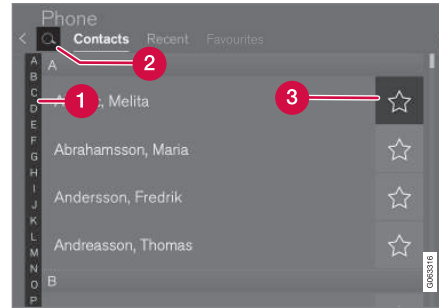 Phone
Contacts Recent Favourites
2
A
A
B
C
D
E
F
G
H
I
J
K
L
M
N
O
P
1
, Melita
3
Abrahamsson, Maria
Andersson, Fredrik
Andreasson, Thomas
B
G063316